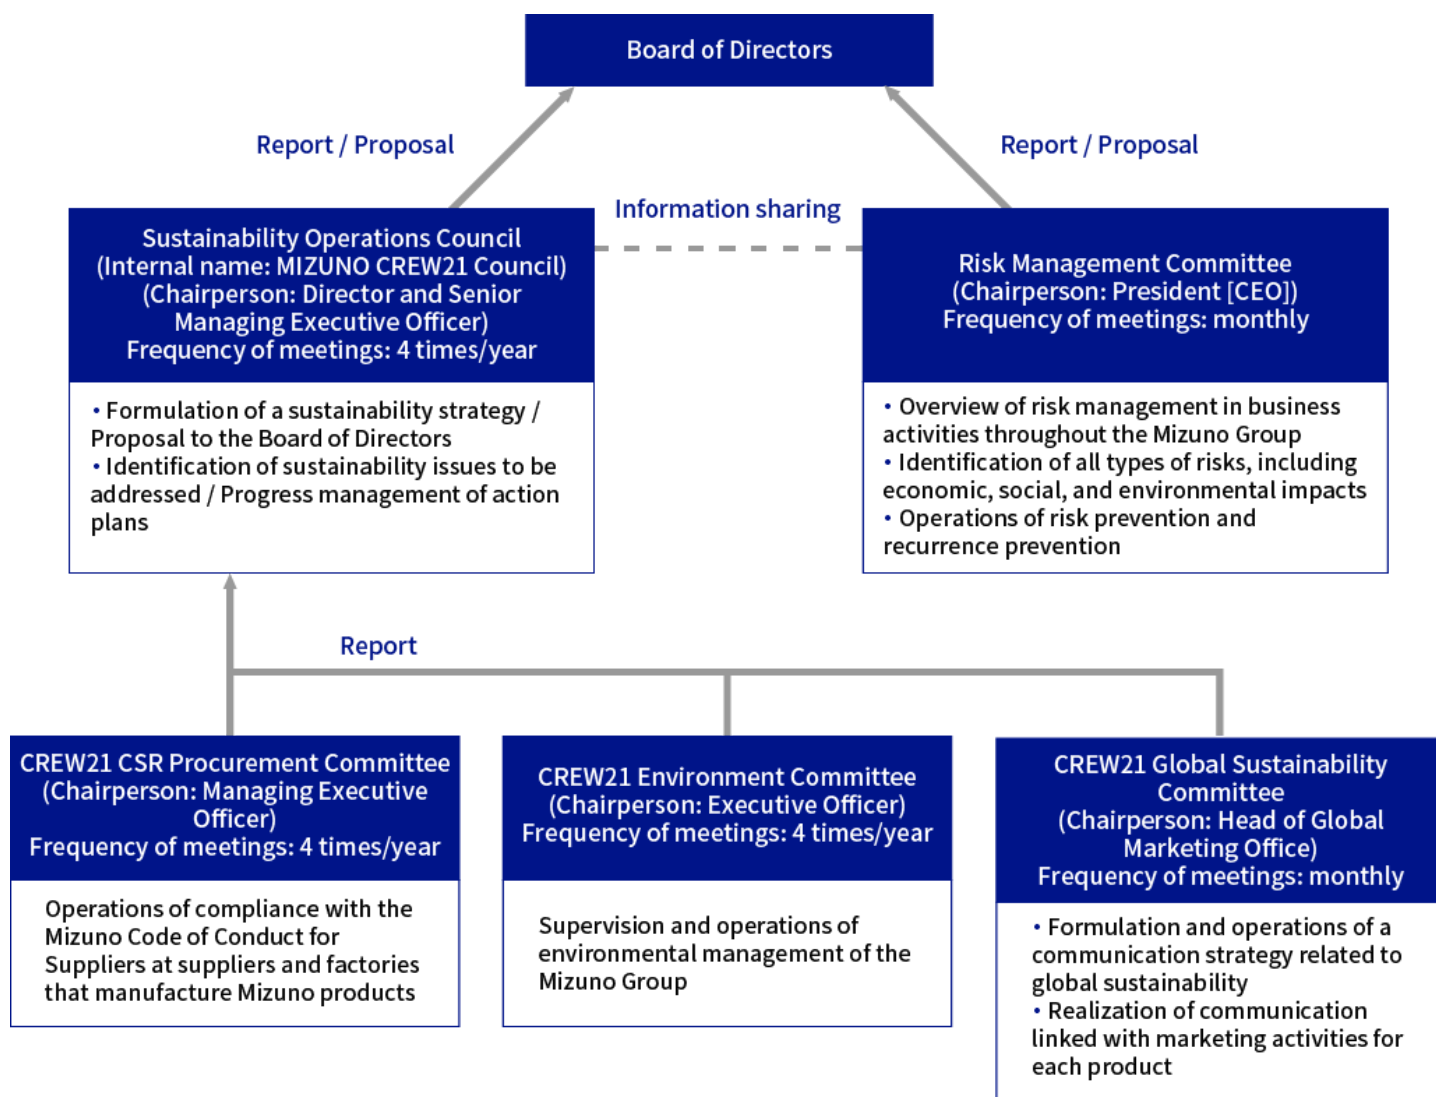 Board of Directors
Report / Proposal
Report / Proposal
Information sharing
Sustainability Operations Council
(Internal name: MIZUNO CREW21 Council)
(Chairperson: Director and Senior
Managing Executive Officer)
Frequency of meetings: 4 times/year
• Formulation of a sustainability strategy /
Proposal to the Board of Directors
• Identification of sustainability issues to be
addressed / Progress management of action
plans
Risk Management Committee
(Chairperson: President [CEO])
Frequency of meetings: monthly
• Overview of risk management in business
activities throughout the Mizuno Group
• Identification of all types of risks, including
economic, social, and environmental impacts
• Operations of risk prevention and
recurrence prevention
Report
CREW21 CSR Procurement Committee
(Chairperson: Managing Executive
Officer)
Frequency of meetings: 4 times/year
Operations of compliance with the
Mizuno Code of Conduct for
Suppliers at suppliers and factories
that manufacture Mizuno products
CREW21 Environment Committee
(Chairperson: Executive Officer)
Frequency of meetings: 4 times/year
Supervision and operations of
environmental management of the
Mizuno Group
CREW21 Global Sustainability
Committee
(Chairperson: Head of Global
Marketing Office)
Frequency of meetings: monthly
• Formulation and operations of a
communication strategy related to
global sustainability
• Realization of communication
linked with marketing activities for
each product